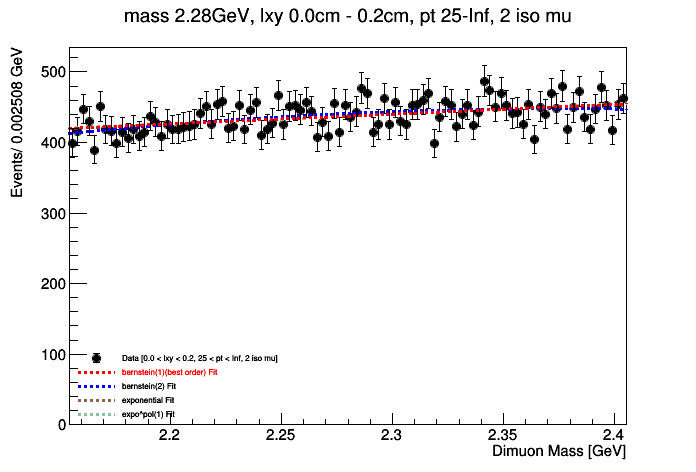 mass 2.28GeV, lxy 0.0cm - 0.2cm, pt 25-Inf, 2 iso mu
Events/ 0.002508 GeV
500
400
300
200
100
0
Data [0.0 < lxy < 0.2, 25 < pt < Inf, 2 iso mu]
bernstein(1)(best order) Fit
bernstein(2) Fit
exponential Fit
expo*pol(1) Fit
2.2 2.25 2.3 2.35 2.4
Dimuon Mass [GeV]